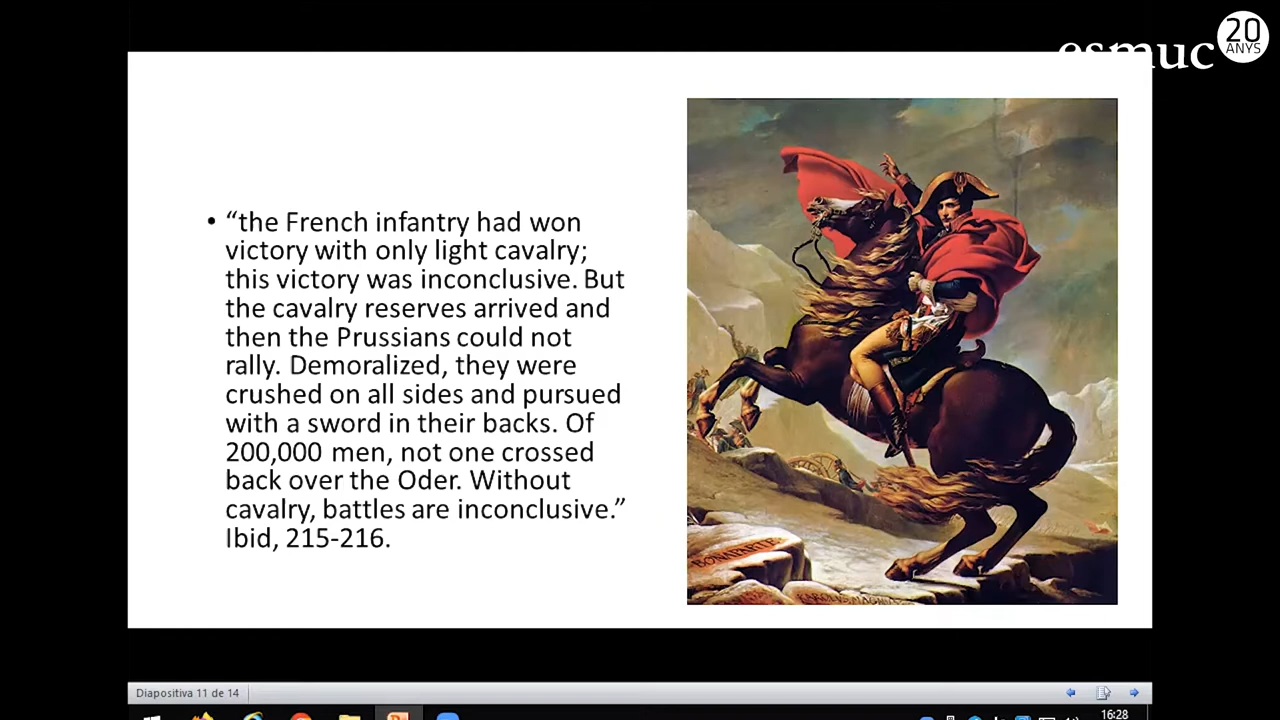 20
ANYS
esmuc
• “the French infantry had won
victory with only light cavalry;
this victory was inconclusive. But
the cavalry reserves arrived and
then the Prussians could not
rally. Demoralized, they were
crushed on all sides and pursued
with a sword in their backs. Of
200,000 men, not one crossed
back over the Oder. Without
cavalry, battles are inconclusive.”
Ibid, 215-216.
BONAPARTE
Diapositiva 11 de 14
16:28